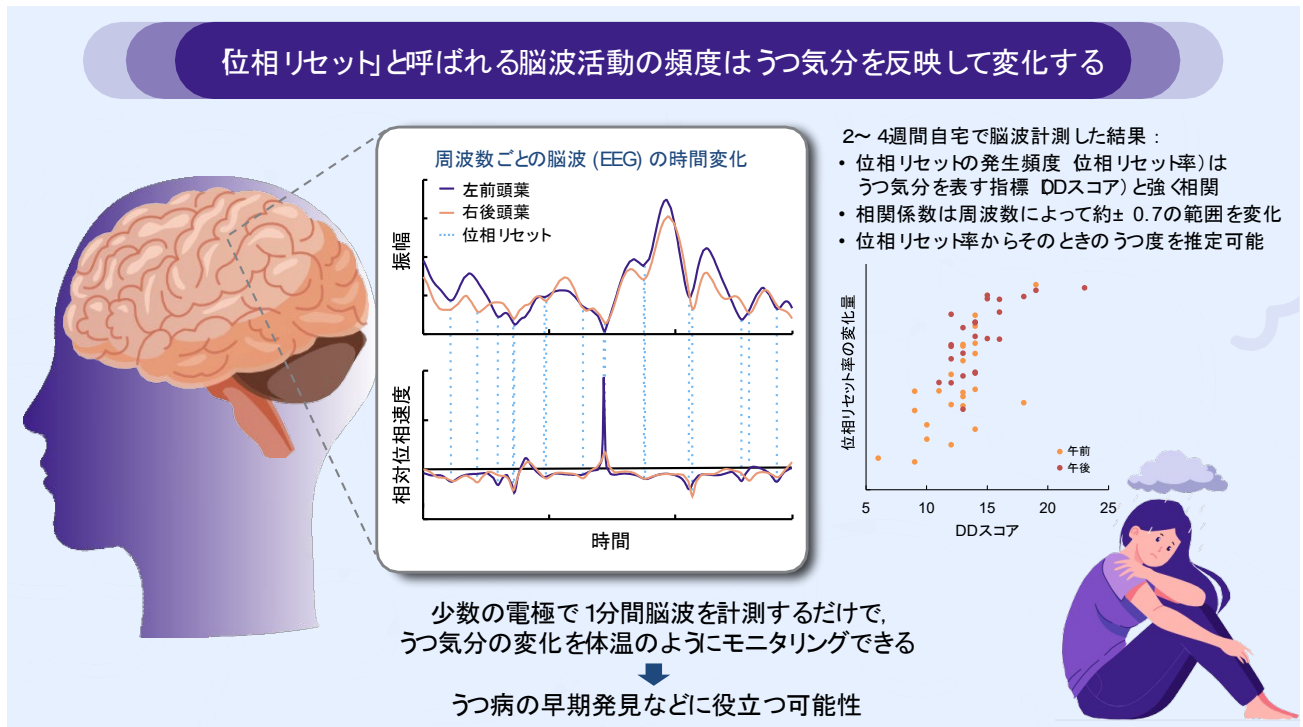 「位相リセット」と呼ばれる脳波活動の頻度はうつ気分を反映して変化する
周波数ごとの脳波 (EEG) の時間変化
左前頭葉
右後頭葉
位相リセット
振幅
相対位相速度
時間
2～4週間自宅で脳波計測した結果：
• 位相リセットの発生頻度 位相リセット率）は
うつ気分を表す指標 DDスコア）と強く相関
• 相関係数は周波数によって約± 0.7の範囲を変化
• 位相リセット率からそのときのうつ度を推定可能
位相リセット率の変化量
午前
午後
5 10 15 20 25
DDスコア
少数の電極で 1分間脳波を計測するだけで,
うつ気分の変化を体温のようにモニタリングできる
うつ病の早期発見などに役立つ可能性